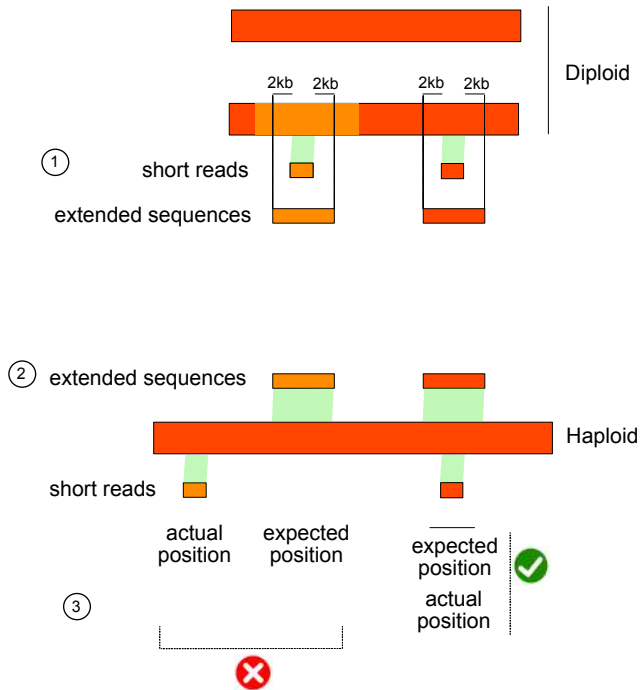 Diploid
2kb 2kb 2kb 2kb
1
short reads
extended sequences
2
extended sequences
Haploid
short reads
actual
position
expected
position
expected
position
actual
position
3